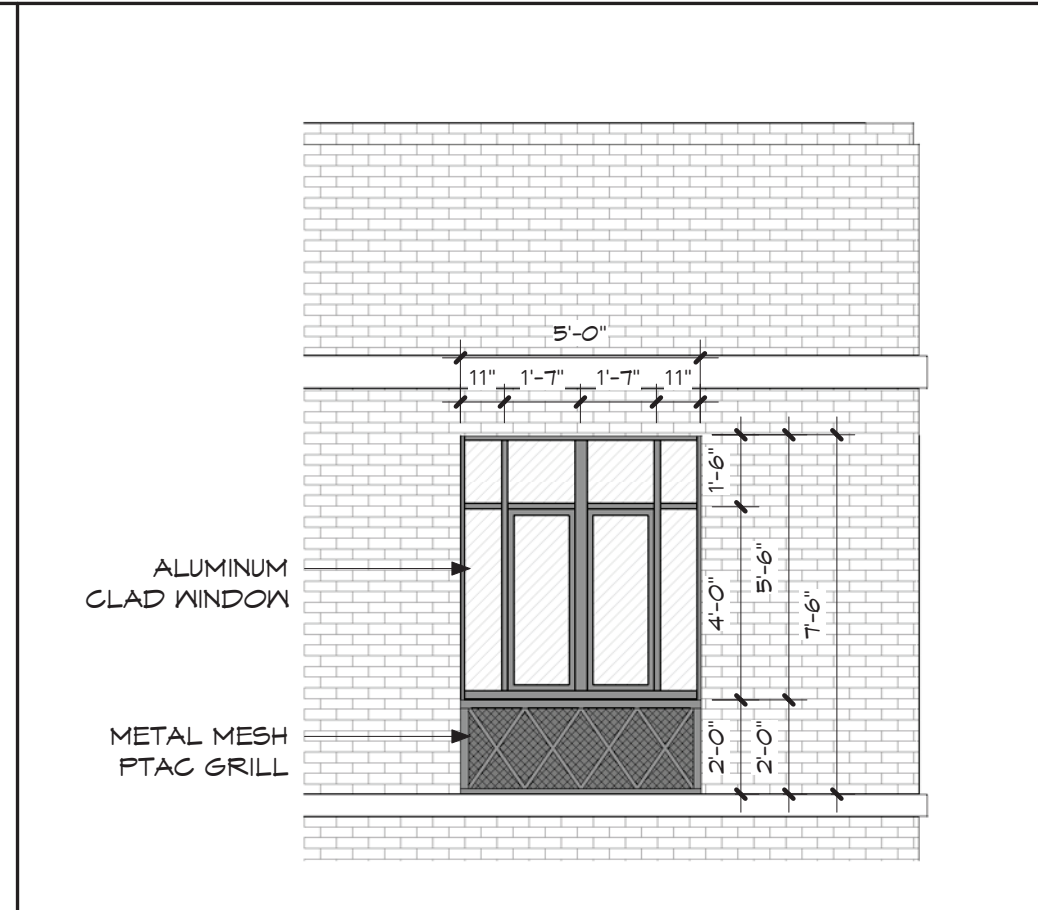 5'-0"
11" 1'-7" 1'-7" 11"
1'-6"
5'-6"
4'-0"
7'-6"
ALUMINUM
CLAD WINDOW
METAL MESH
PTAC GRILL
2'-0" 2'-0"